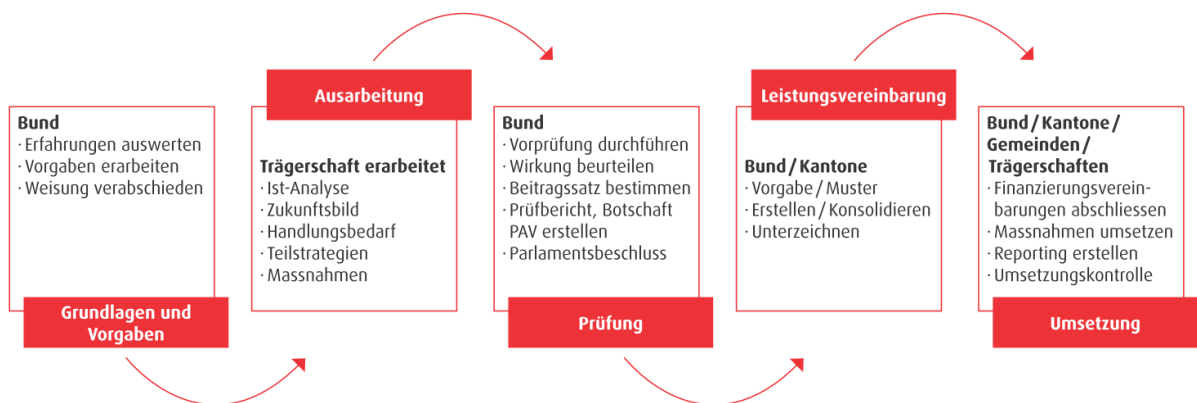 Bund
· Erfahrungen auswerten
· Vorgaben erarbeiten
· Weisung verabschieden
Grundlagen und
Vorgaben
Ausarbeitung
Trägerschaft erarbeitet
· Ist-Analyse
· Zukunftsbild
· Handlungsbedarf
· Teilstrategien
· Massnahmen
Bund
· Vorprüfung durchführen
· Wirkung beurteilen
· Beitragssatz bestimmen
· Prüfbericht, Botschaft
PAV erstellen
· Parlamentsbeschluss
Prüfung
Leistungsvereinbarung
Bund / Kantone
· Vorgabe / Muster
· Erstellen / Konsolidieren
· Unterzeichnen
Bund / Kantone /
Gemeinden /
Trägerschaften
· Finanzierungsverein-
barungen abschliessen
· Massnahmen umsetzen
· Reporting erstellen
· Umsetzungskontrolle
Umsetzung